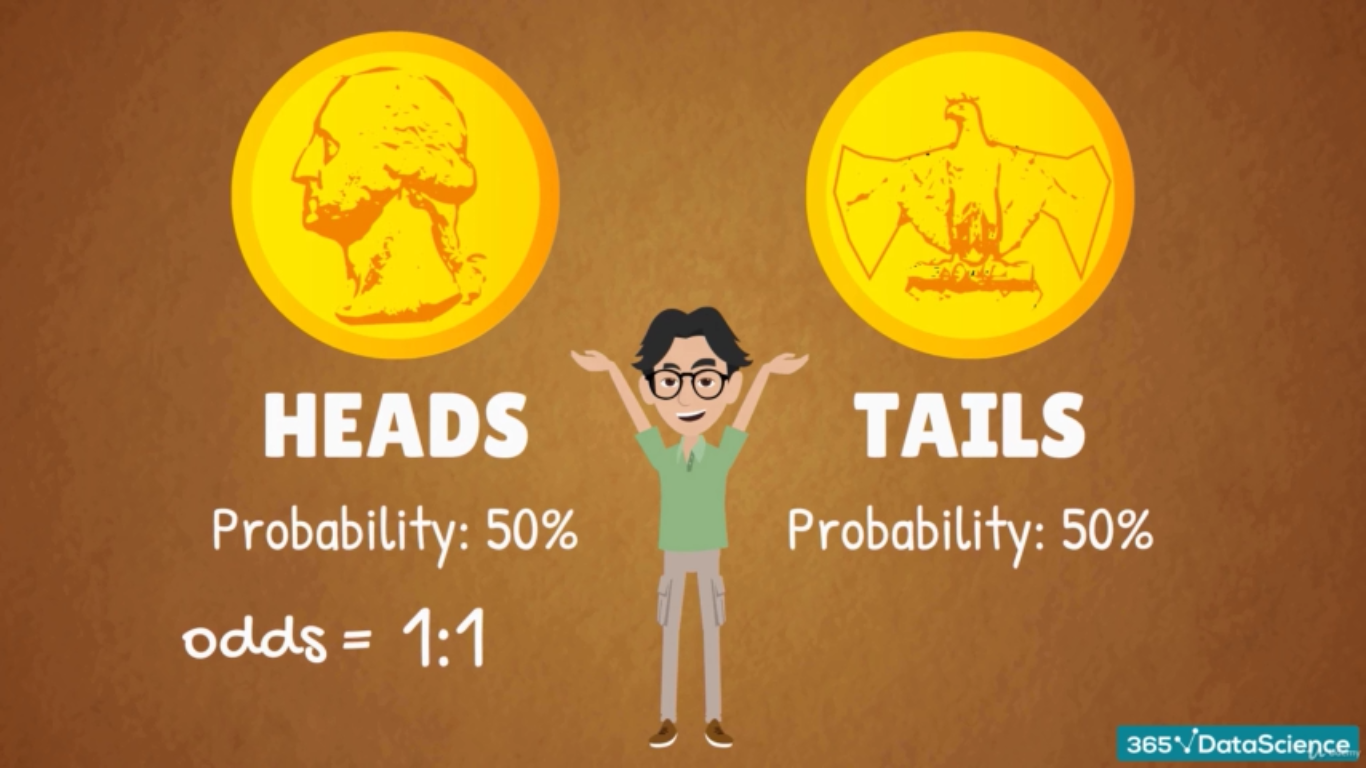 HEADS
TAILS
Probability: 50%
Probability: 50%
odds = 1:1
365 DataScience